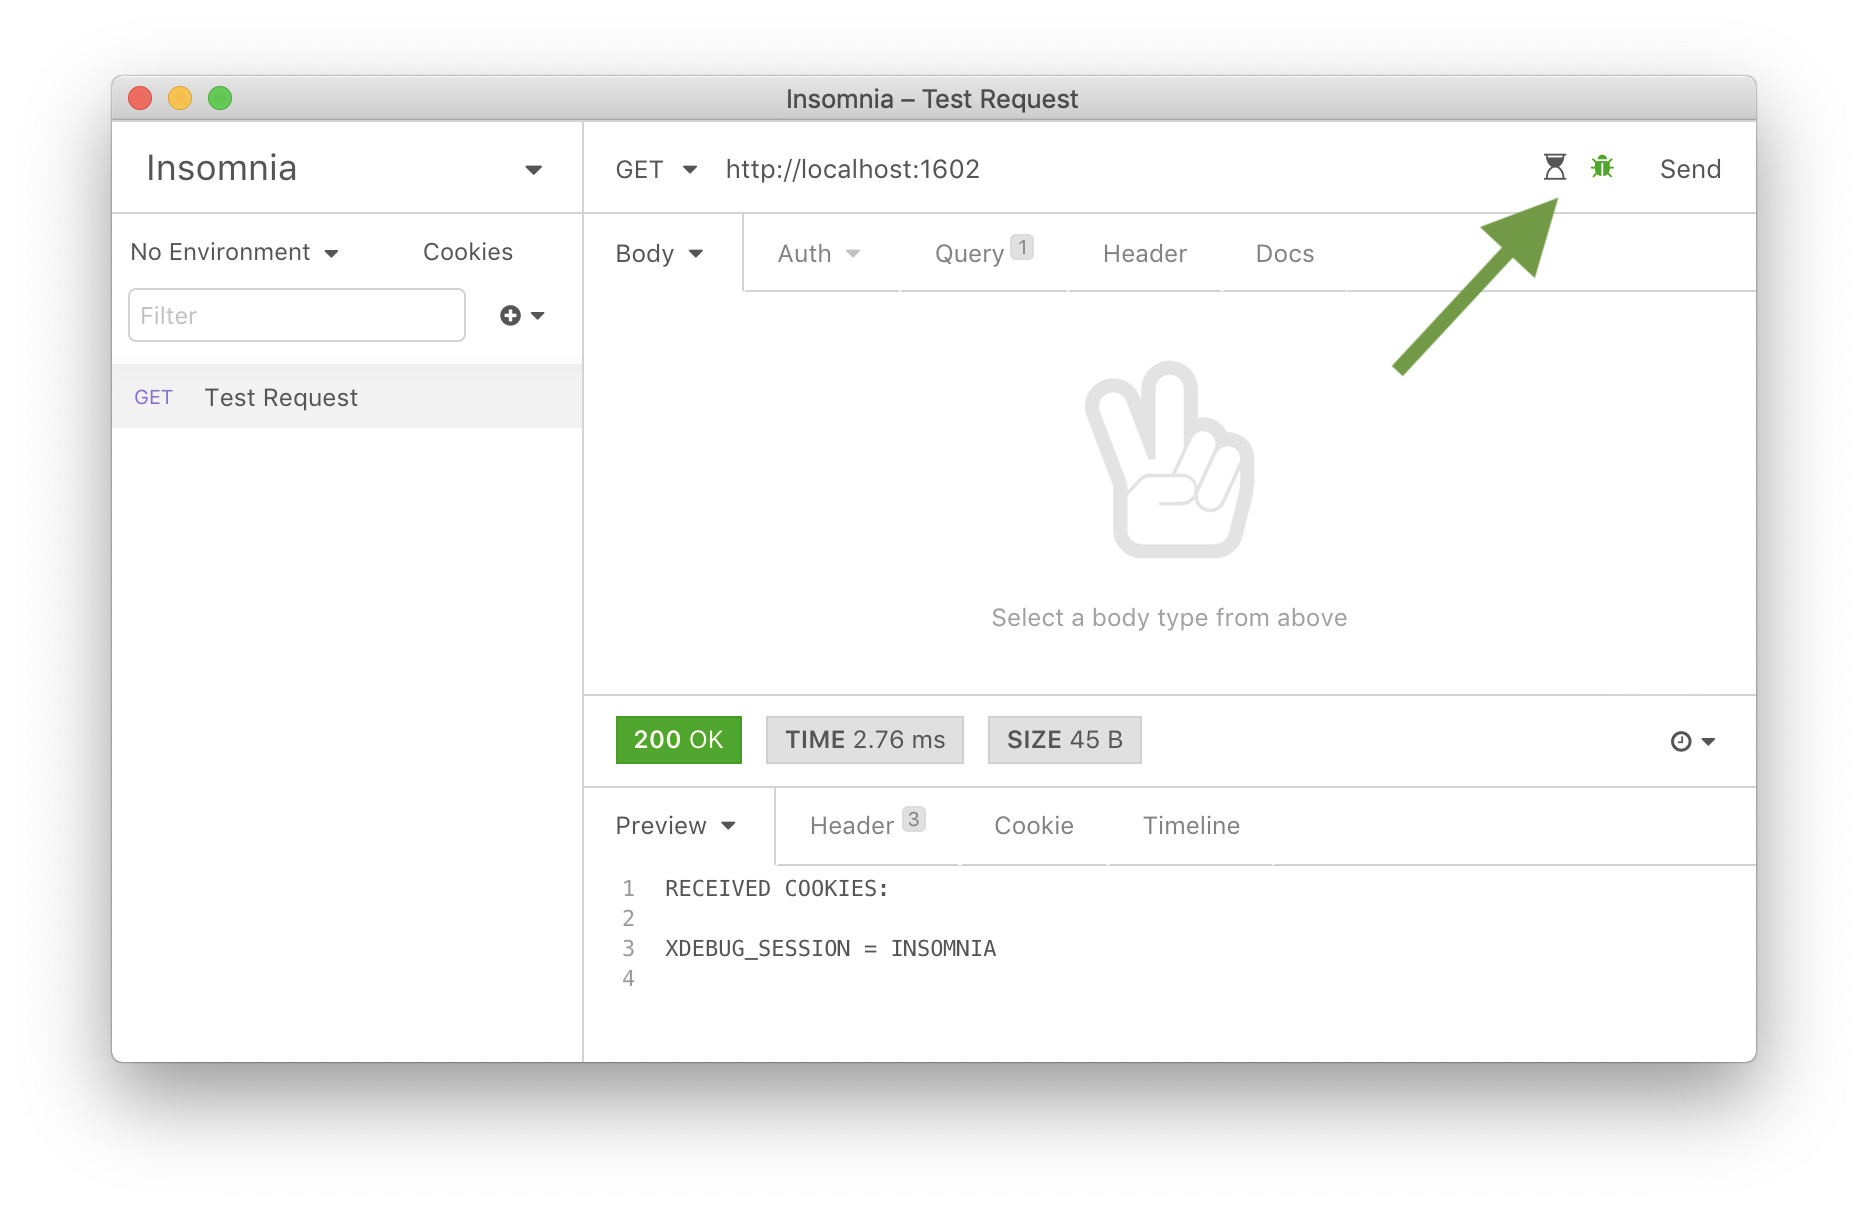 Insomnia – Test Request
Insomnia
GET http://localhost:1602 Send
No Environment Cookies
Filter
GET Test Request
Body Auth Query 1 Header Docs
Select a body type from above
200 OK TIME 2.76 ms SIZE 45 B
Preview Header 3 Cookie Timeline
1 RECEIVED COOKIES:
2
3 XDEBUG_SESSION = INSOMNIA
4